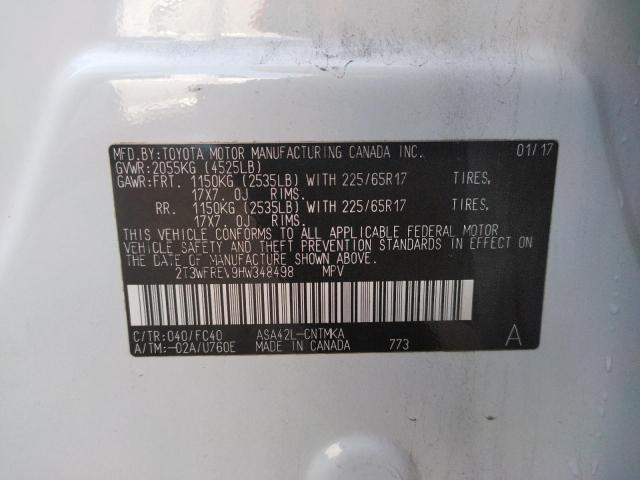 MFD.BY:TOYOTA MOTOR MANUFACTURING CANADA INC. 01/17
GVWR:2055KG (4525LB)
GAWR:FRT. 1150KG (2535LB) WITH 225/65R17 TIRES,
17X7. 0J RIMS.
RR. 1150KG (2535LB) WITH 225/65R17 TIRES,
17X7. 0J RIMS.
THIS VEHICLE CONFORMS TO ALL APPLICABLE FEDERAL MOTOR
VEHICLE SAFETY AND THEFT PREVENTION STANDARDS IN EFFECT ON
THE DATE OF MANUFACTURE SHOWN ABOVE.
2T3WFREV9HW348498 MPV
C/TR:040/FC40 ASA42L-CNTMKA
A/TM:-02A/U760E MADE IN CANADA 773 A